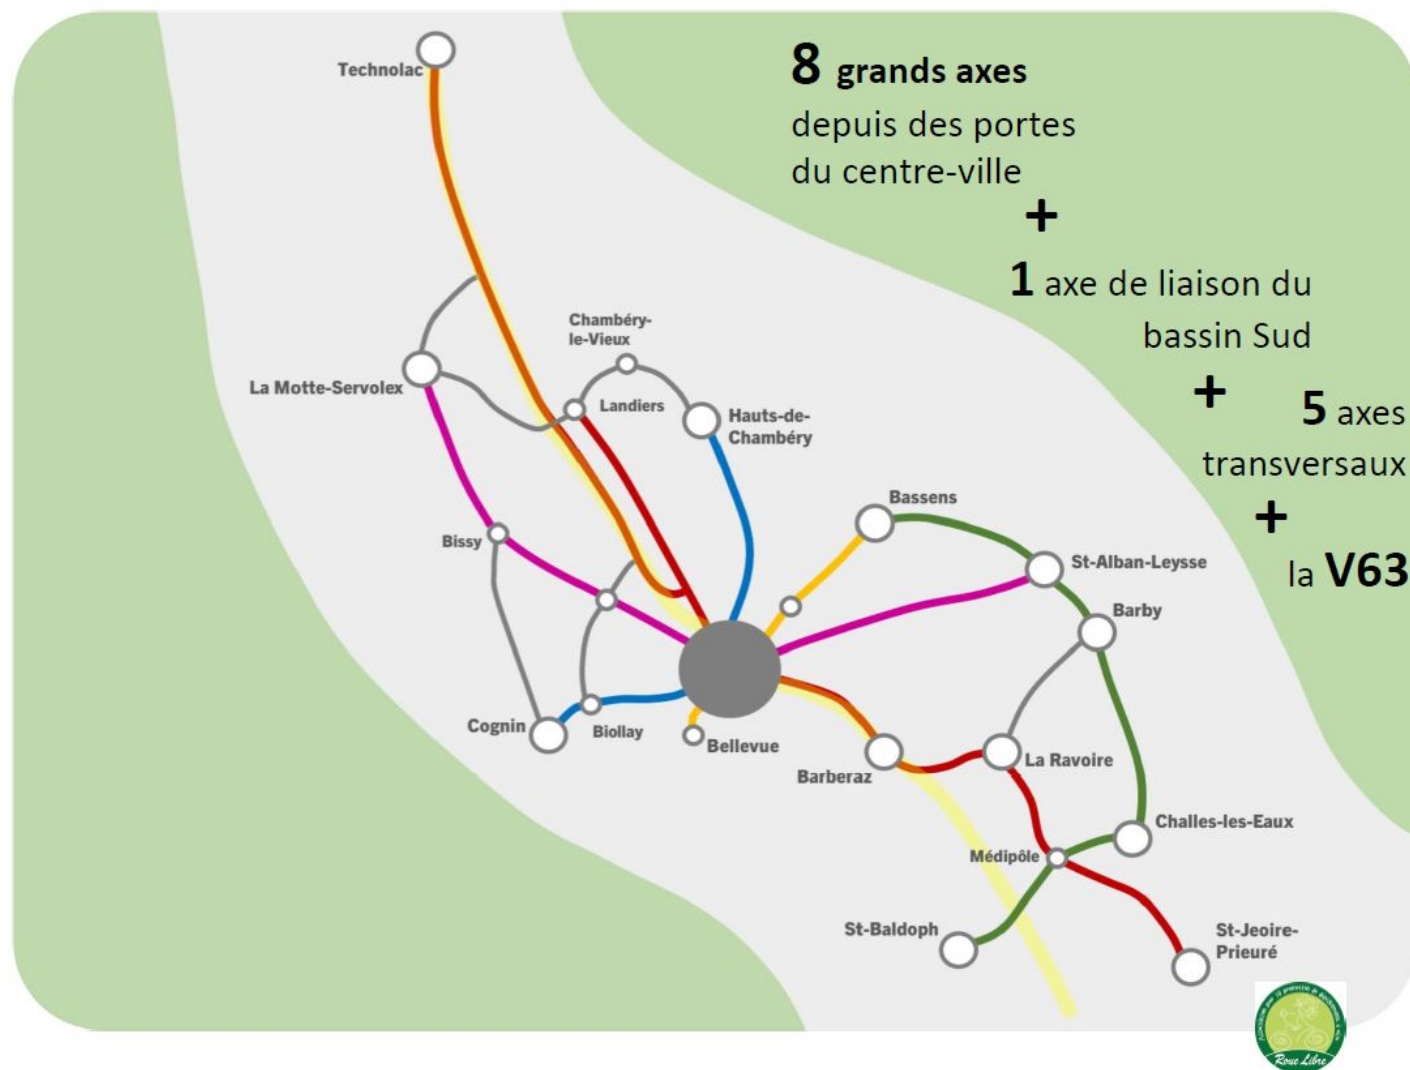 8 grands axes
depuis des portes
du centre-ville
+
1 axe de liaison du
bassin Sud
+
5 axes
transversaux
+
la V63
Technolac
Chambéry-
le-Vieux
La Motte-Servolex
Landiers
Hauts-de-
Chambéry
Bassens
Bissy
St-Alban-Leysse
Barby
Cognin
Biollay
Bellevue
Barberaz
La Ravoire
Challes-les-Eaux
Médipôle
St-Baldoph
St-Jeoire-
Prieuré
Roue Libre